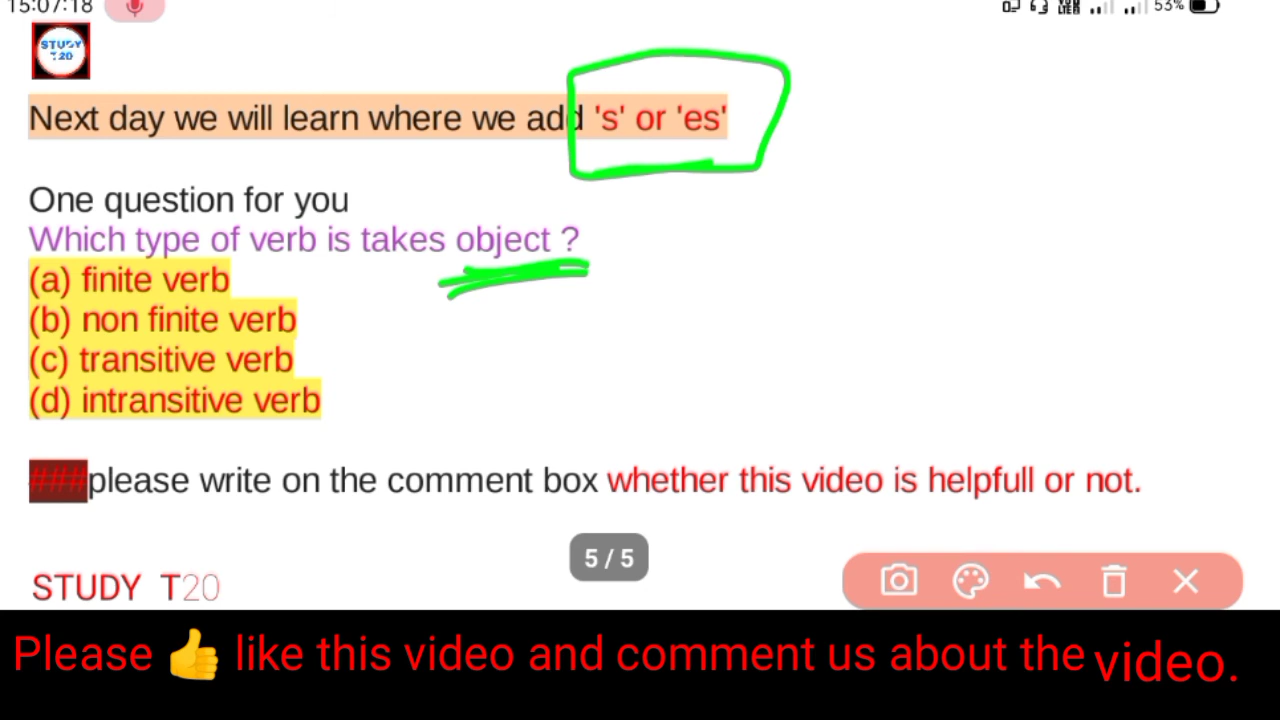 15:07:18 53%
STUDY
T20
Next day we will learn where we add 's' or 'es'
One question for you
Which type of verb is takes object ?
(a) finite verb
(b) non finite verb
(c) transitive verb
(d) intransitive verb
###please write on the comment box whether this video is helpfull or not.
5 / 5
STUDY T20
Please 👍 like this video and comment us about the video.